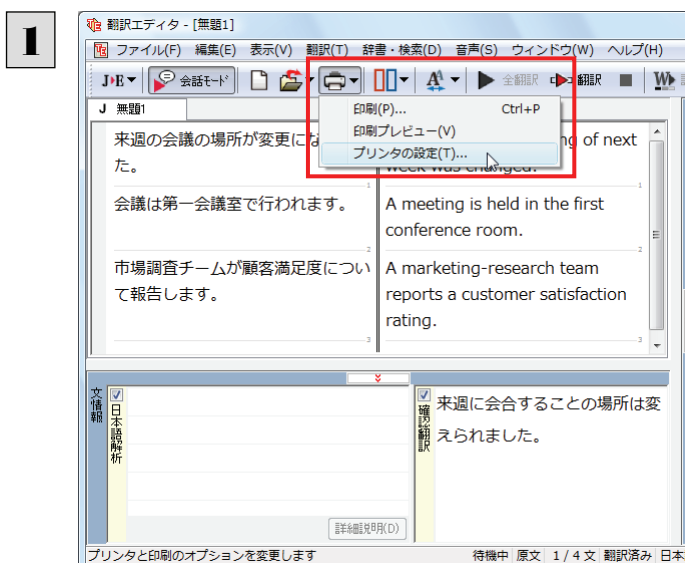 1
翻訳エディタ - [無題1]
ファイル(F) 編集(E) 表示(V) 翻訳(T) 辞書・検索(D) 音声(S) ウィンドウ(W) ヘルプ(H)
J▸E 会話モード 全翻訳 翻訳
J 無題1
印刷(P)... Ctrl+P
印刷プレビュー(V)
プリンタの設定(T)...
来週の会議の場所が変更にな
た。
ng of next
week was changed.
1
1
会議は第一会議室で行われます。
A meeting is held in the first
conference room.
2
2
市場調査チームが顧客満足度につい
て報告します。
A marketing-research team
reports a customer satisfaction
rating.
3
3
文情報
日本語解析
詳細説明(D)
確認翻訳
来週に会合することの場所は変
えられました。
プリンタと印刷のオプションを変更します
待機中 原文 1 / 4 文 翻訳済み 日本